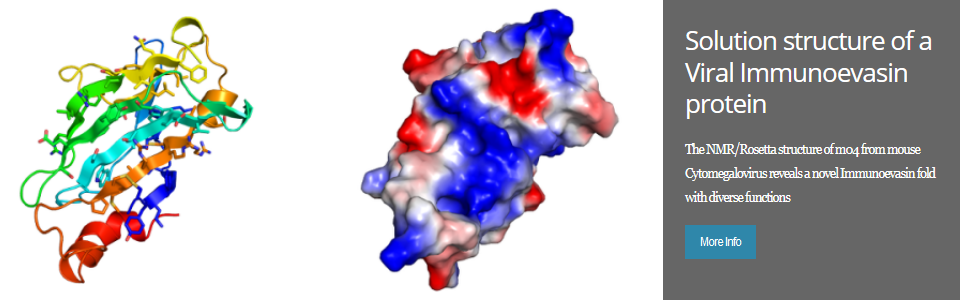 Solution structure of a
Viral Immunoevasin
protein
The NMR/Rosetta structure of m04 from mouse
Cytomegalovirus reveals a novel Immunoevasin fold
with diverse functions
More Info